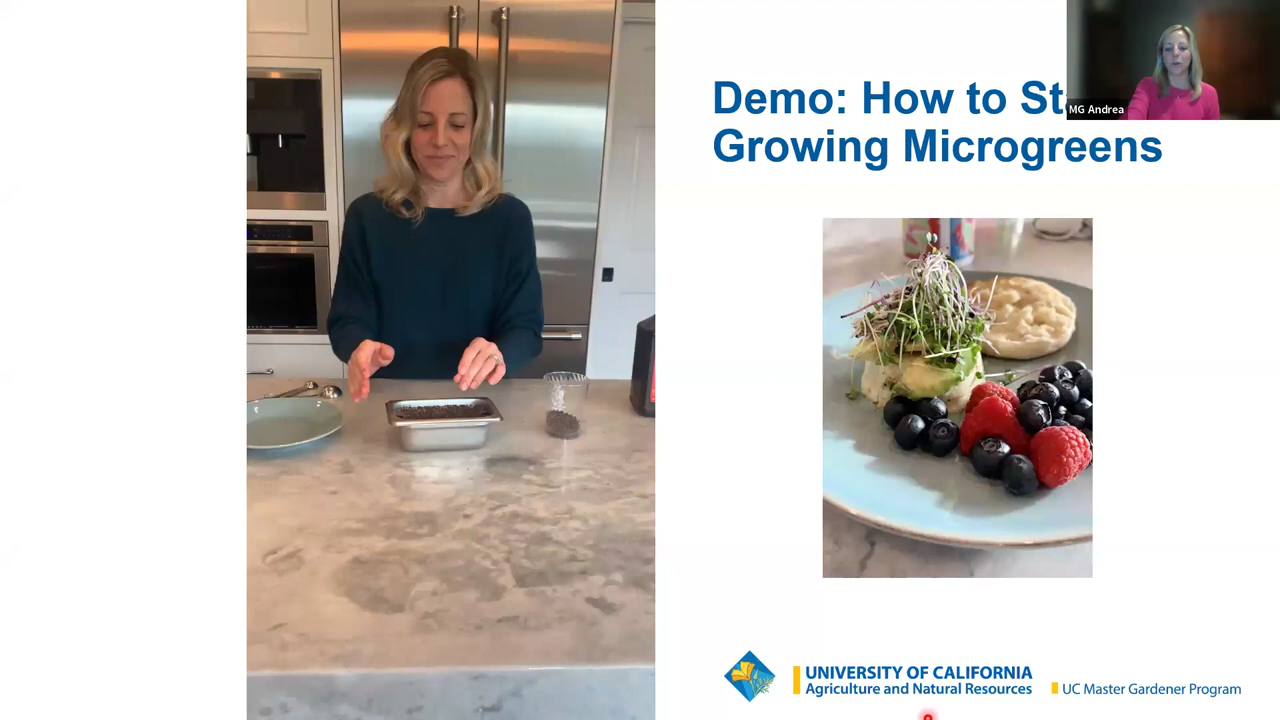 Demo: How to St
Growing Microgreens
MG Andrea
UNIVERSITY OF CALIFORNIA
Agriculture and Natural Resources
UC Master Gardener Program